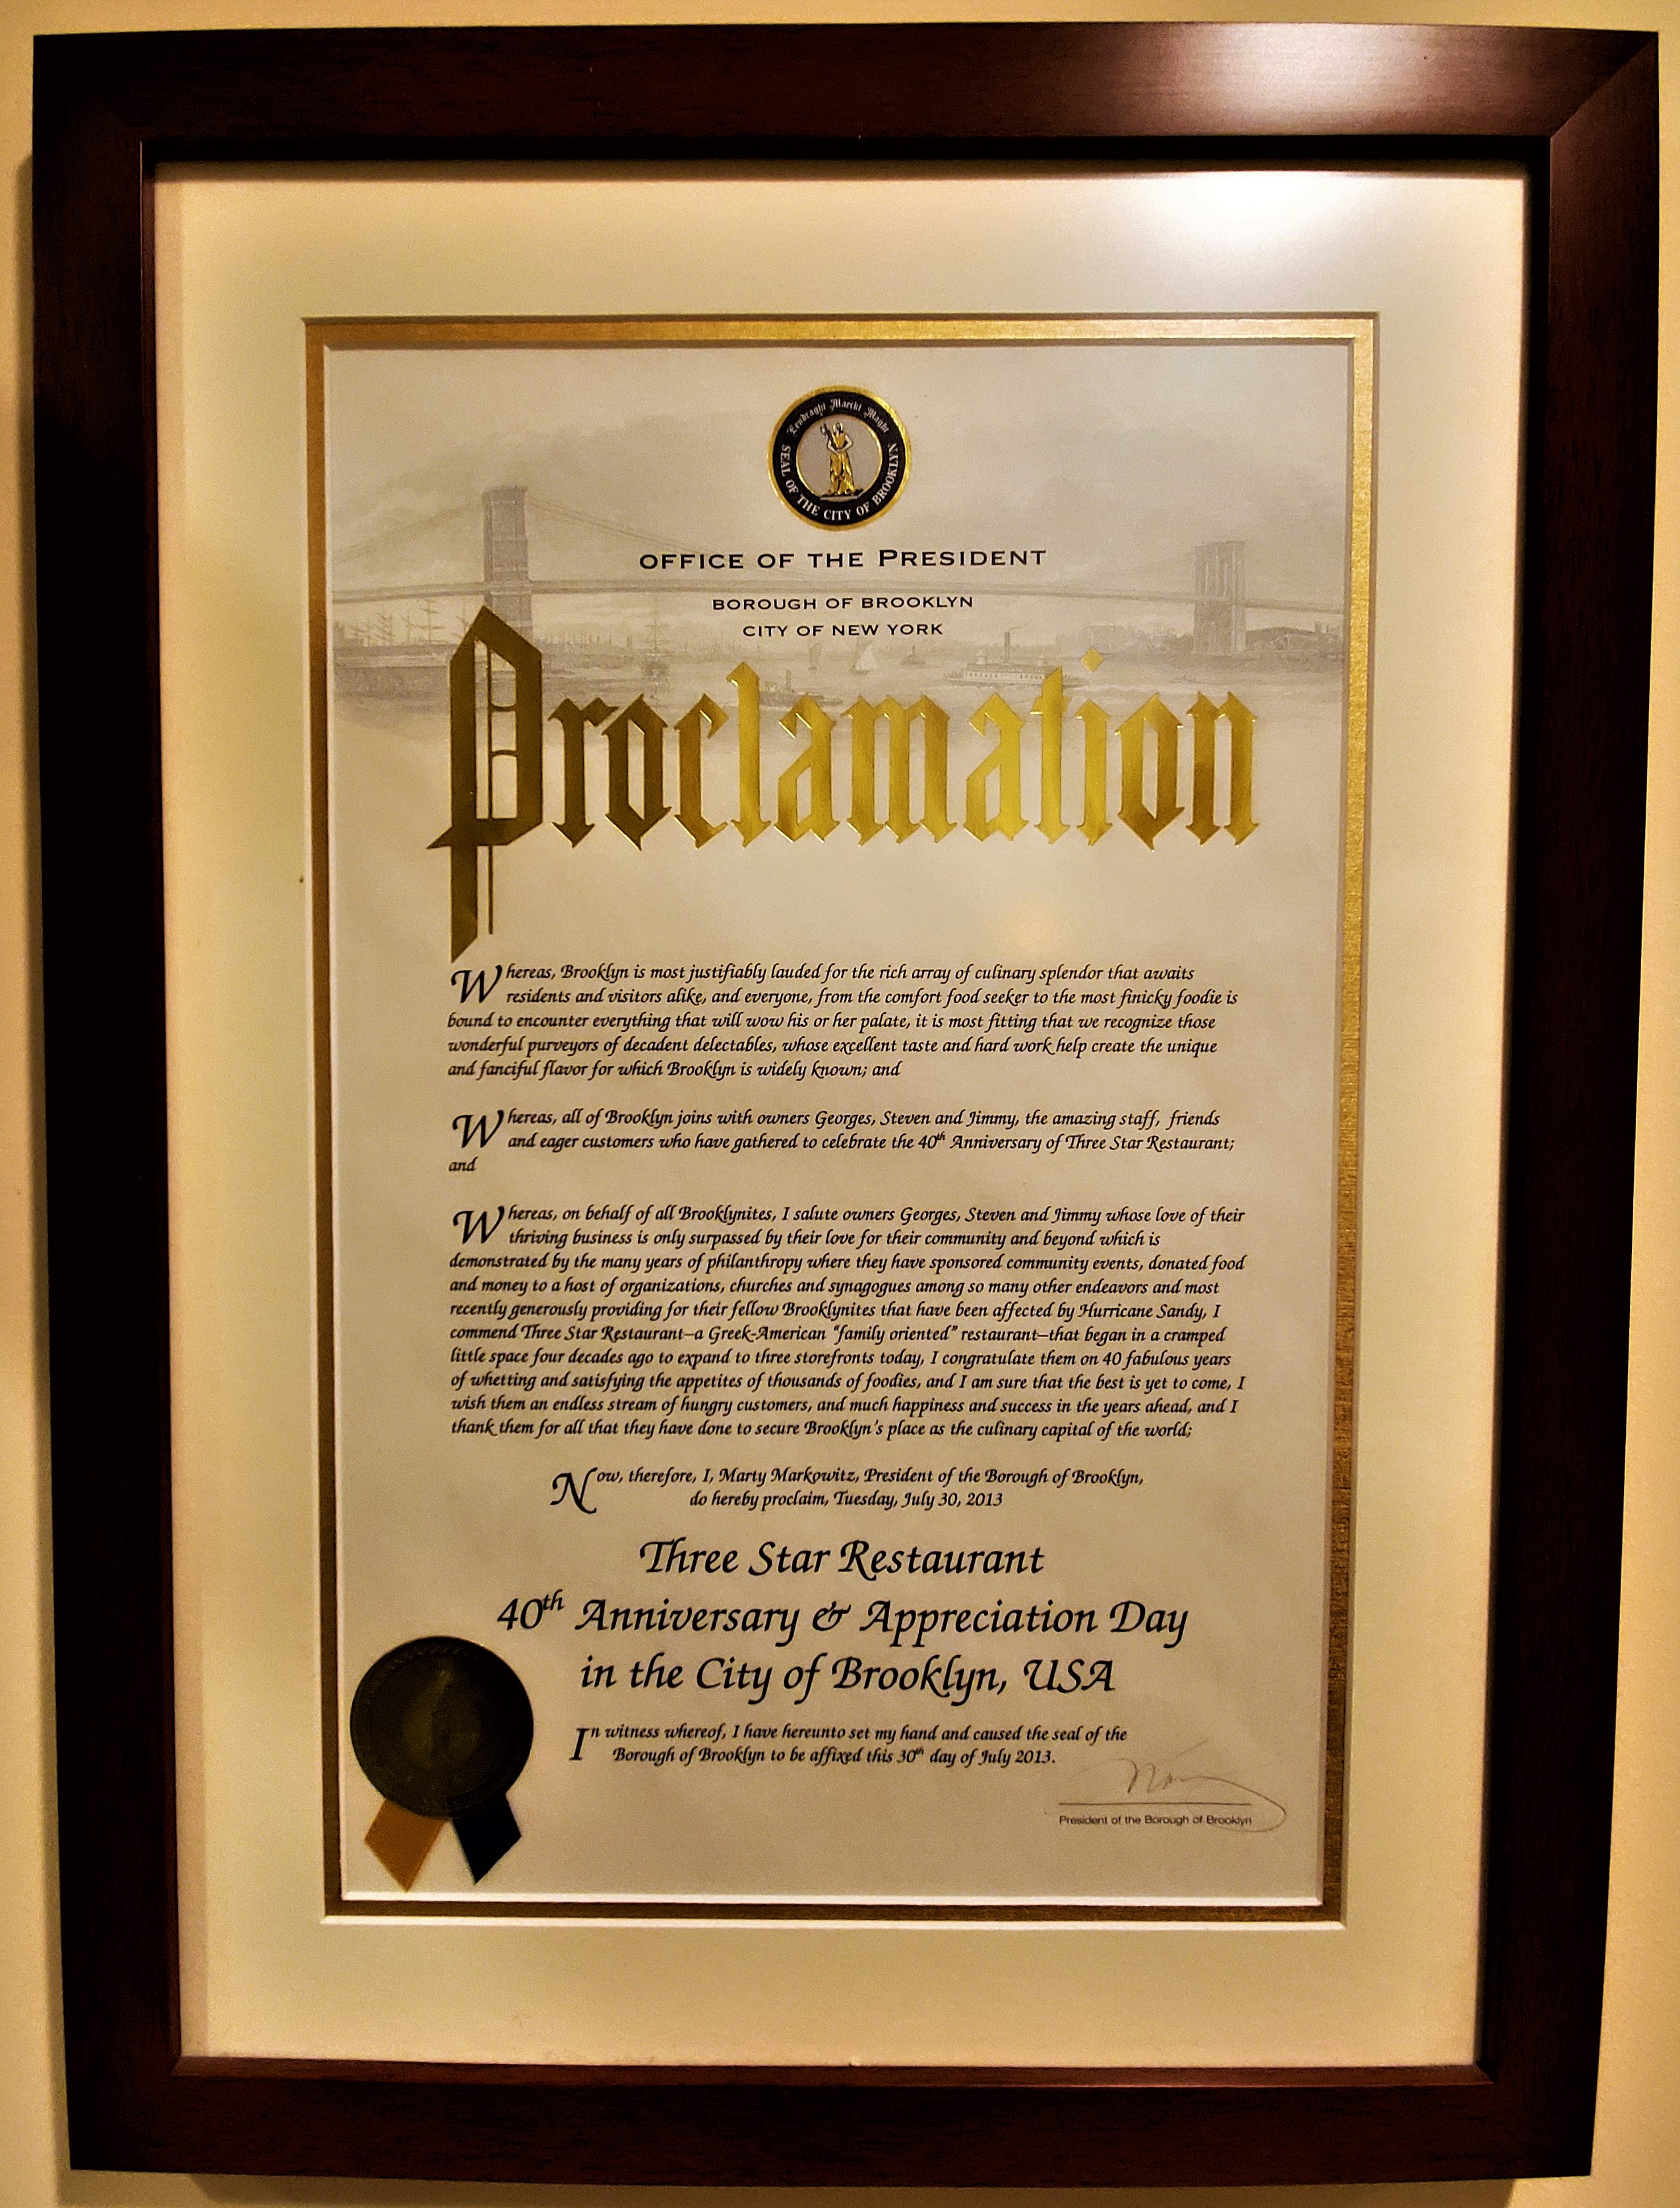 Eendraght Maeckt Maght
SEAL OF THE CITY OF BROOKLYN
OFFICE OF THE PRESIDENT
BOROUGH OF BROOKLYN
CITY OF NEW YORK
Proclamation
Whereas, Brooklyn is most justifiably lauded for the rich array of culinary splendor that awaits
residents and visitors alike, and everyone, from the comfort food seeker to the most finicky foodie is
bound to encounter everything that will wow his or her palate, it is most fitting that we recognize those
wonderful purveyors of decadent delectables, whose excellent taste and hard work help create the unique
and fanciful flavor for which Brooklyn is widely known; and
Whereas, all of Brooklyn joins with owners Georges, Steven and Jimmy, the amazing staff, friends
and eager customers who have gathered to celebrate the 40th Anniversary of Three Star Restaurant;
and
Whereas, on behalf of all Brooklynites, I salute owners Georges, Steven and Jimmy whose love of their
thriving business is only surpassed by their love for their community and beyond which is
demonstrated by the many years of philanthropy where they have sponsored community events, donated food
and money to a host of organizations, churches and synagogues among so many other endeavors and most
recently generously providing for their fellow Brooklynites that have been affected by Hurricane Sandy, I
commend Three Star Restaurant—a Greek-American “family oriented” restaurant—that began in a cramped
little space four decades ago to expand to three storefronts today, I congratulate them on 40 fabulous years
of whetting and satisfying the appetites of thousands of foodies, and I am sure that the best is yet to come, I
wish them an endless stream of hungry customers, and much happiness and success in the years ahead, and I
thank them for all that they have done to secure Brooklyn’s place as the culinary capital of the world;
Now, therefore, I, Marty Markowitz, President of the Borough of Brooklyn,
do hereby proclaim, Tuesday, July 30, 2013
Three Star Restaurant
40th Anniversary & Appreciation Day
in the City of Brooklyn, USA
In witness whereof, I have hereunto set my hand and caused the seal of the
Borough of Brooklyn to be affixed this 30th day of July 2013.
President of the Borough of Brooklyn